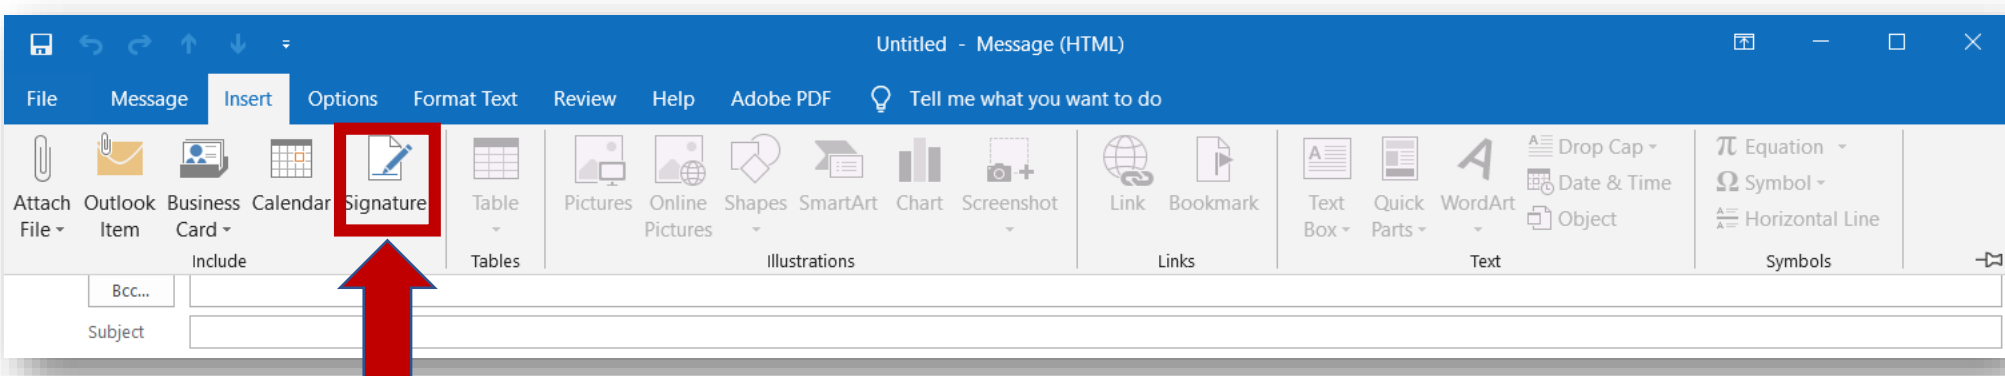 Untitled - Message (HTML)
File Message Insert Options Format Text Review Help Adobe PDF Tell me what you want to do
Attach File
Outlook Item
Business Card
Calendar
Signature
Include
Table
Tables
Pictures
Online Pictures
Shapes
SmartArt
Chart
Screenshot
Illustrations
Link
Bookmark
Links
Text Box
Quick Parts
WordArt
Drop Cap
Date & Time
Object
Text
π Equation
Ω Symbol
Horizontal Line
Symbols
Bcc...
Subject